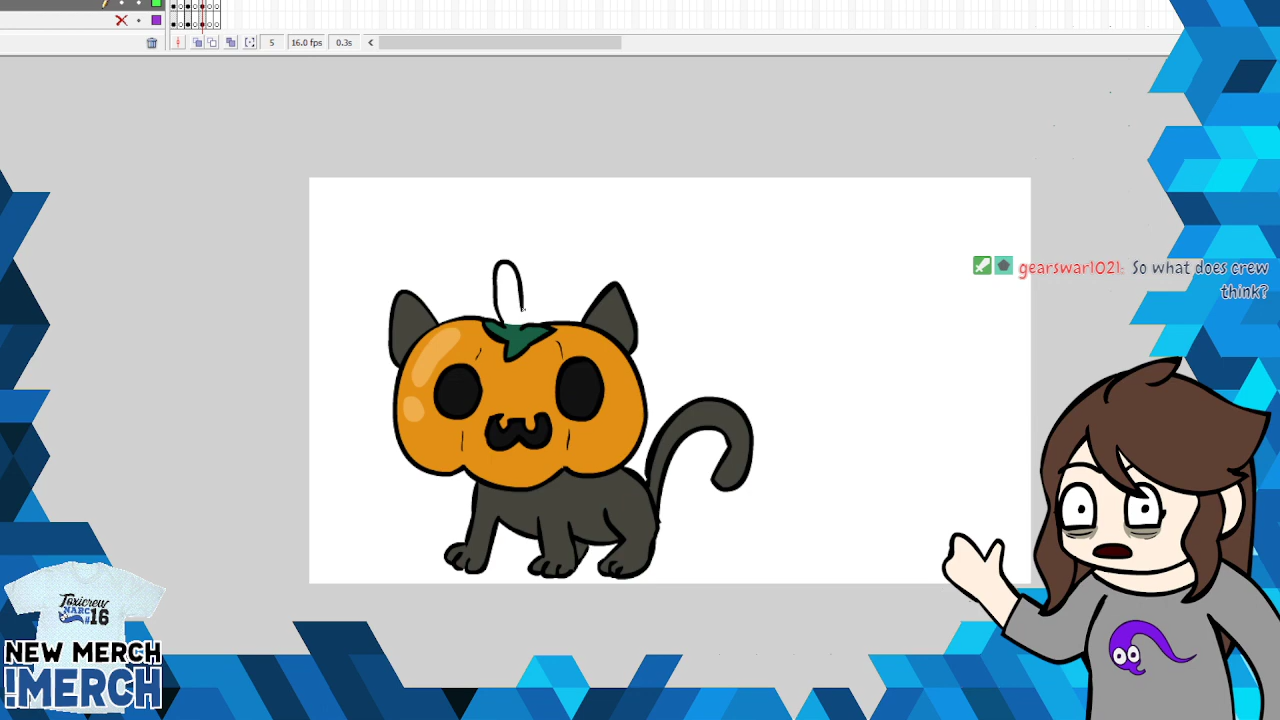 5 16.0 fps 0.3s
gearswar1021: So what does crew
think?
Toxicrew
NARC
#16
NEW MERCH
!MERCH